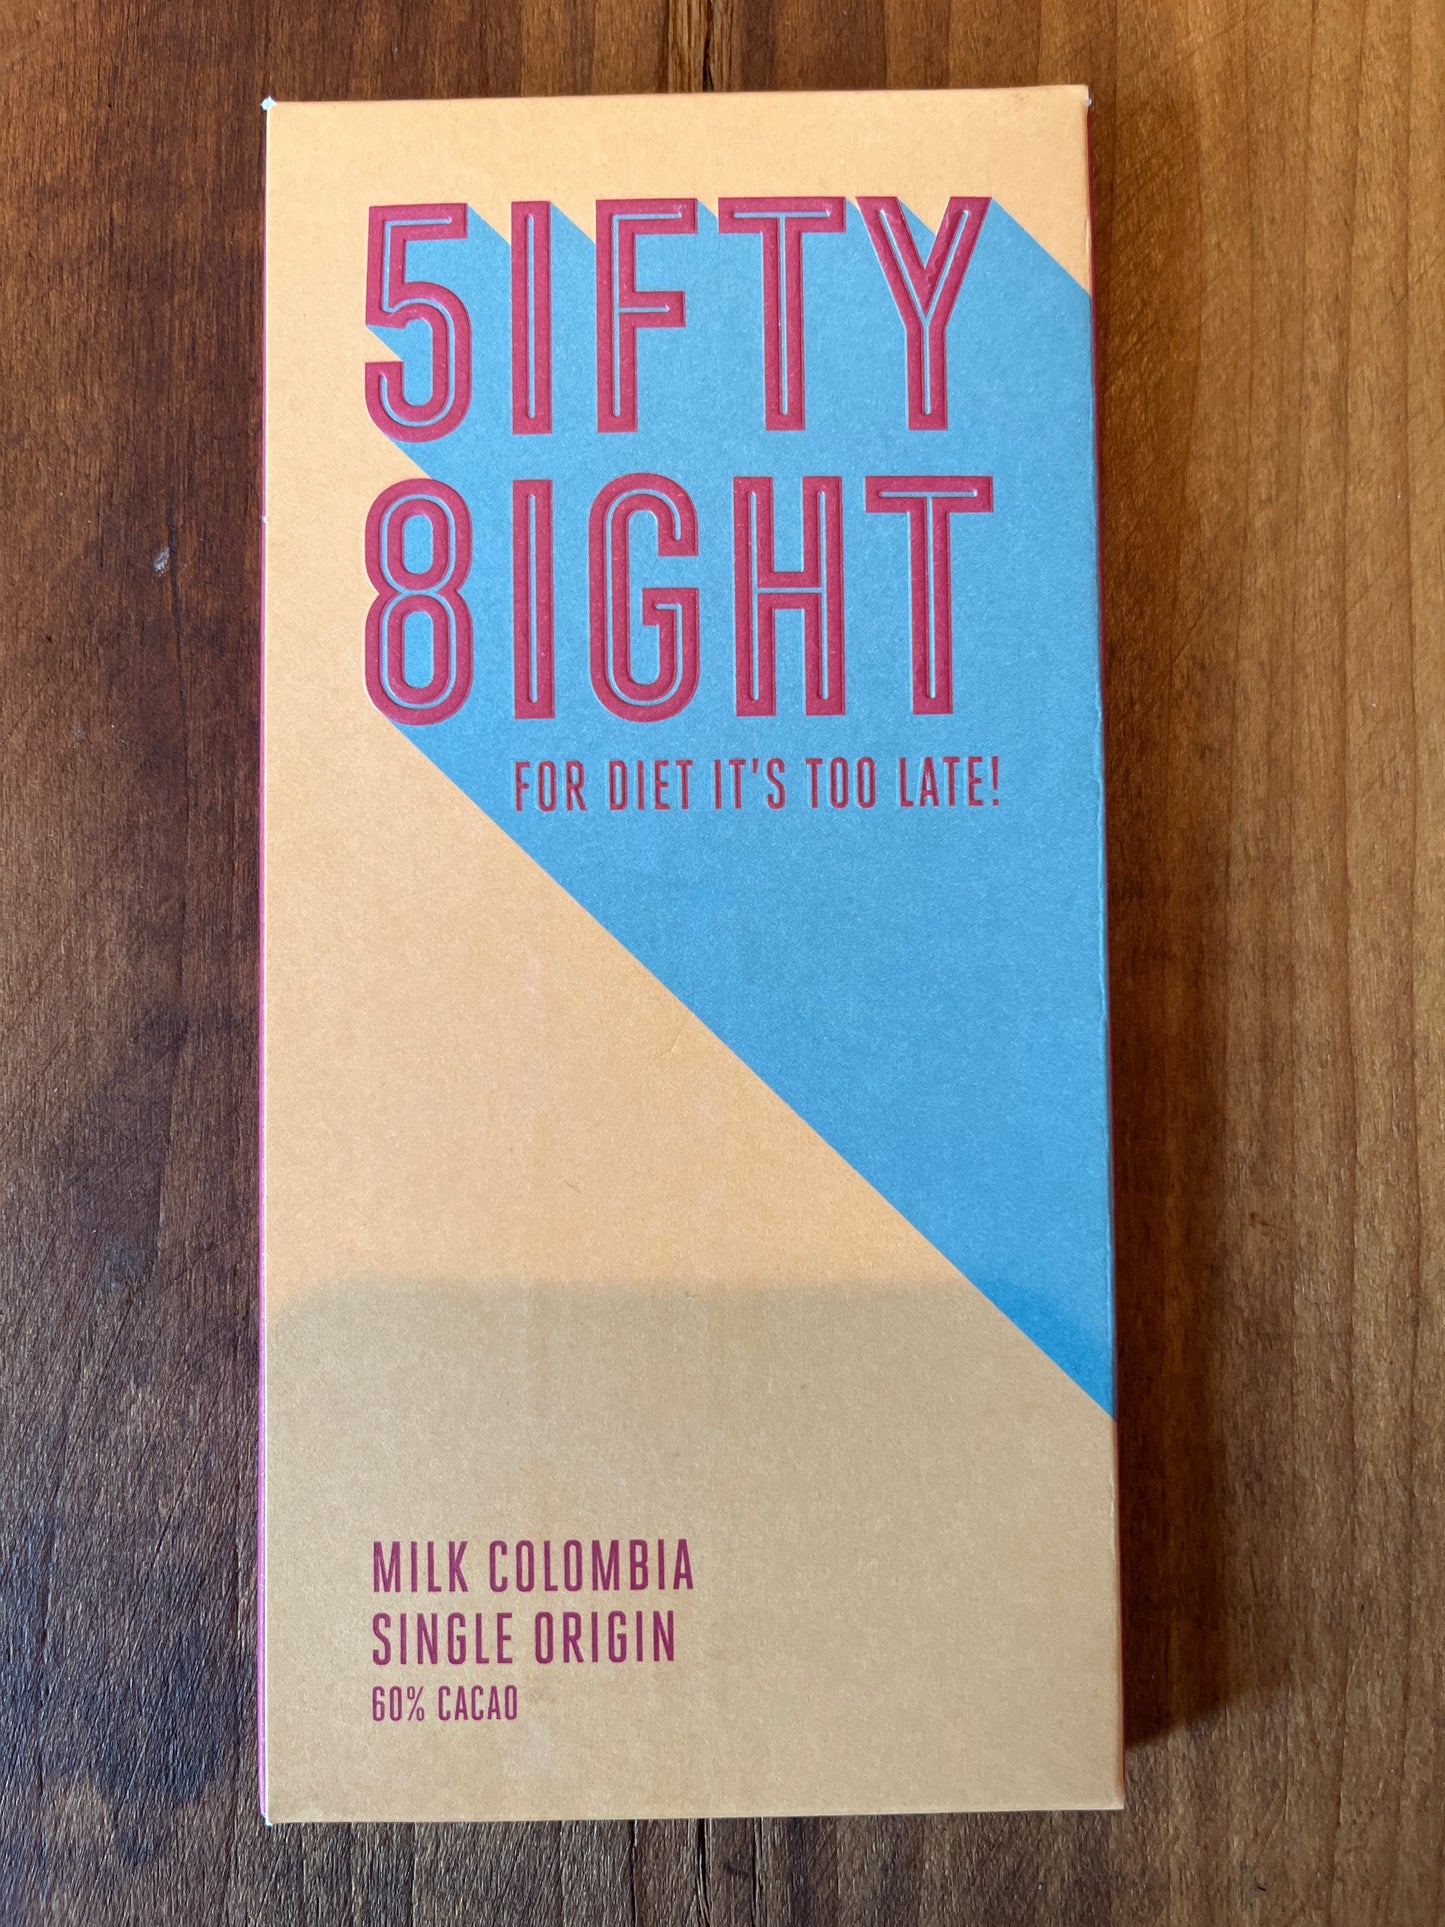 5IFTY
8IGHT
FOR DIET IT'S TOO LATE!
MILK COLOMBIA
SINGLE ORIGIN
60% CACAO